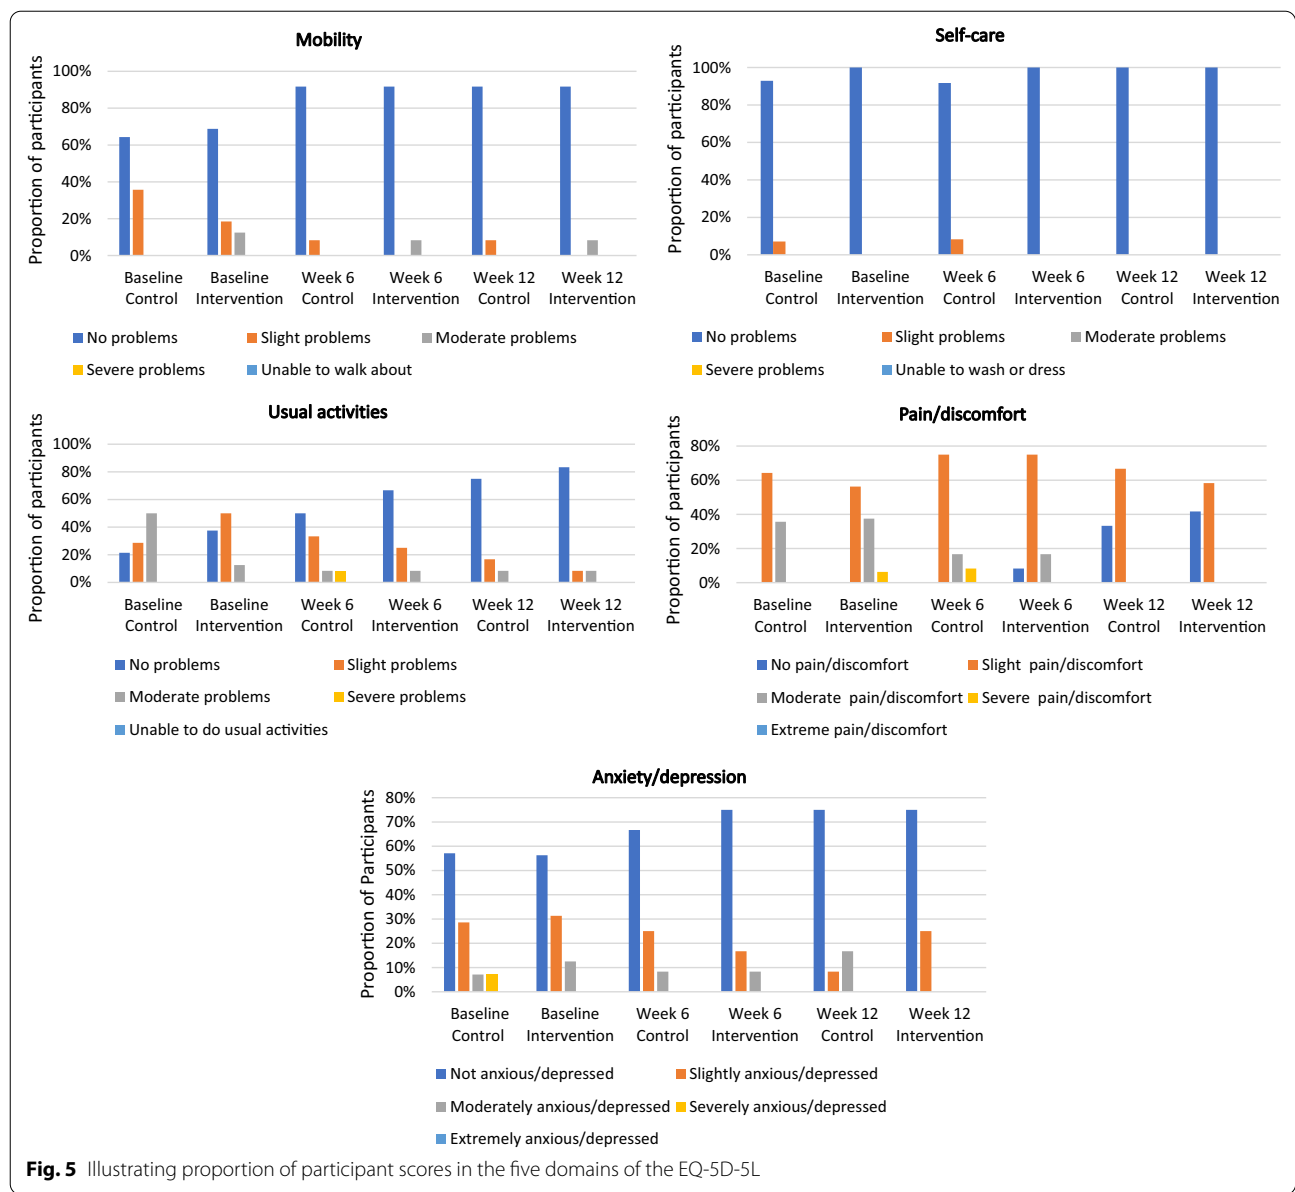 Mobility
Proportion of participants
100%
80%
60%
40%
20%
0%
Baseline Control
Baseline Intervention
Week 6 Control
Week 6 Intervention
Week 12 Control
Week 12 Intervention
No problems
Slight problems
Moderate problems
Severe problems
Unable to walk about
Self-care
Proportion of participants
100%
80%
60%
40%
20%
0%
Baseline Control
Baseline Intervention
Week 6 Control
Week 6 Intervention
Week 12 Control
Week 12 Intervention
No problems
Slight problems
Moderate problems
Severe problems
Unable to wash or dress
Usual activities
Proportion of participants
100%
80%
60%
40%
20%
0%
Baseline Control
Baseline Intervention
Week 6 Control
Week 6 Intervention
Week 12 Control
Week 12 Intervention
No problems
Slight problems
Moderate problems
Severe problems
Unable to do usual activities
Pain/discomfort
Proportion of participants
80%
60%
40%
20%
0%
Baseline Control
Baseline Intervention
Week 6 Control
Week 6 Intervention
Week 12 Control
Week 12 Intervention
No pain/discomfort
Slight pain/discomfort
Moderate pain/discomfort
Severe pain/discomfort
Extreme pain/discomfort
Anxiety/depression
Proportion of Participants
80%
70%
60%
50%
40%
30%
20%
10%
0%
Baseline Control
Baseline Intervention
Week 6 Control
Week 6 Intervention
Week 12 Control
Week 12 Intervention
Not anxious/depressed
Slightly anxious/depressed
Moderately anxious/depressed
Severely anxious/depressed
Extremely anxious/depressed
Fig. 5 Illustrating proportion of participant scores in the five domains of the EQ-5D-5L